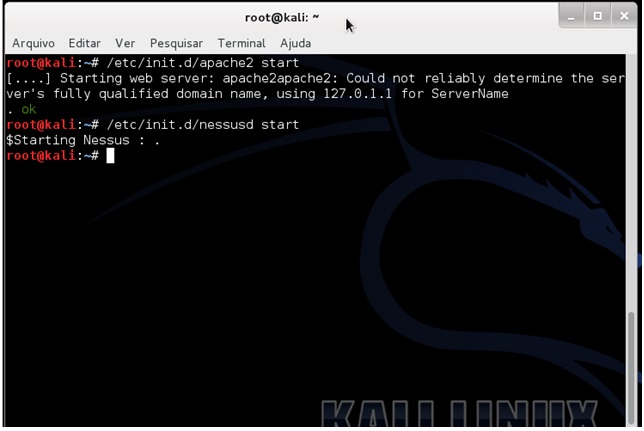 root@kali: ~
Arquivo Editar Ver Pesquisar Terminal Ajuda
root@kali:~# /etc/init.d/apache2 start
[....] Starting web server: apache2apache2: Could not reliably determine the ser
ver's fully qualified domain name, using 127.0.1.1 for ServerName
. ok
root@kali:~# /etc/init.d/nessusd start
$Starting Nessus : .
root@kali:~#
KALI LINUX